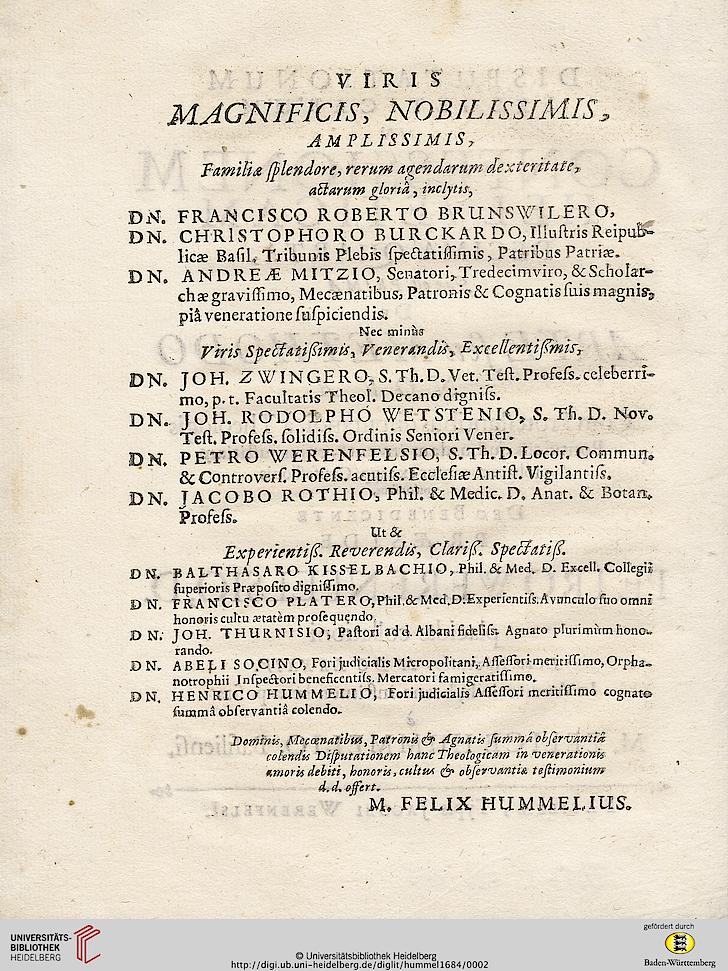 VIRIS
MAGNIFICIS, NOBILISSIMIS,
AMPLISSIMIS,
Familiæ ſplendore, rerum agendarum dexteritate,
actarum gloriâ, inclytis,
DN. FRANCISCO ROBERTO BRUNSWILERO,
DN. CHRISTOPHORO BURCKARDO, Illuſtris Reipub-
licæ Baſil. Tribunis Plebis ſpectatiſſimis, Patribus Patriæ.
DN. ANDREÆ MITZIO, Senatori, Tredecimviro, & Scholar-
chæ graviſſimo, Mecænatibus, Patronis & Cognatis ſuis magnis,
piâ veneratione ſuſpiciendis.
Nec minùs
Viris Spectatißimis, Venerandis, Excellentißmis,
DN. JOH. ZWINGERO, S. Th. D. Vet. Teſt. Profeſs. celeberri-
mo, p. t. Facultatis Theol. Decano digniſs.
DN. JOH. RODOLPHO WETSTENIO, S. Th. D. Nov.
Teſt. Profeſs. ſolidiſs. Ordinis Seniori Vener.
DN. PETRO WERENFELSIO, S. Th. D. Locor. Commun.
& Controverſ. Profeſs. acutiſs. Eccleſiæ Antiſt. Vigilantiſs.
DN. JACOBO ROTHIO, Phil. & Medic. D. Anat. & Botan.
Profeſs.
Ut &
Experientiß. Reverendis, Clariß. Spectatiß.
DN. BALTHASARO KISSELBACHIO, Phil. & Med. D. Excell. Collegii
ſuperioris Præpoſito digniſſimo.
DN. FRANCISCO PLATERO, Phil. & Med. D. Experientiſs. Avunculo ſuo omni
honoris cultu ætatèm proſequendo.
DN. JOH. THURNISIO, Paſtori ad d. Albani fideliſs. Agnato plurimùm hono-
rando.
DN. ABELI SOCINO, Fori judicialis Micropolitani, Aſſeſſori meritiſſimo, Orpha-
notrophii Inſpectori beneficentiſs. Mercatori famigeratiſſimo.
DN. HENRICO HUMMELIO, Fori judicialis Aſſeſſori meritiſſimo cognato
ſummâ obſervantiâ colendo.
Dominis, Mecœnatibus, Patronis & Agnatis ſummâ obſervantiâ
colendis Diſputationem hanc Theologicam in venerationis
amoris debiti, honoris, cultus & obſervantiæ teſtimonium
d. d. offert.
M. FELIX HUMMELIUS.
UNIVERSITÄTS-
BIBLIOTHEK
HEIDELBERG
© Universitätsbibliothek Heidelberg
http://digi.ub.uni-heidelberg.de/diglit/hummel1684/0002
gefördert durch
Baden-Württemberg